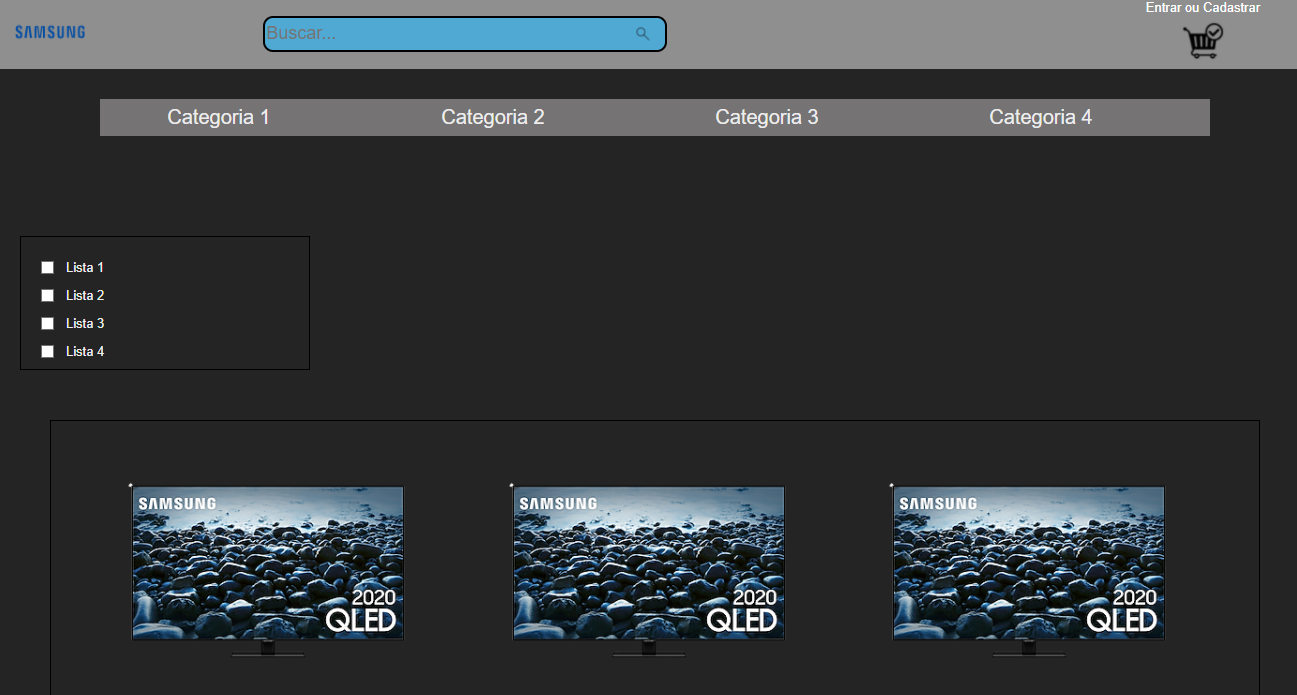 Entrar ou Cadastrar
SAMSUNG
Buscar...
Categoria 1
Categoria 2
Categoria 3
Categoria 4
Lista 1
Lista 2
Lista 3
Lista 4
SAMSUNG
2020
QLED
SAMSUNG
2020
QLED
SAMSUNG
2020
QLED